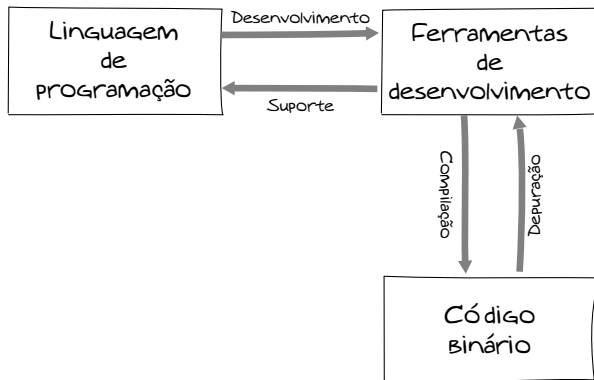 Linguagem
de
programação
Desenvolvimento
Suporte
Ferramentas
de
desenvolvimento
Compilação
Depuração
Código
Binário